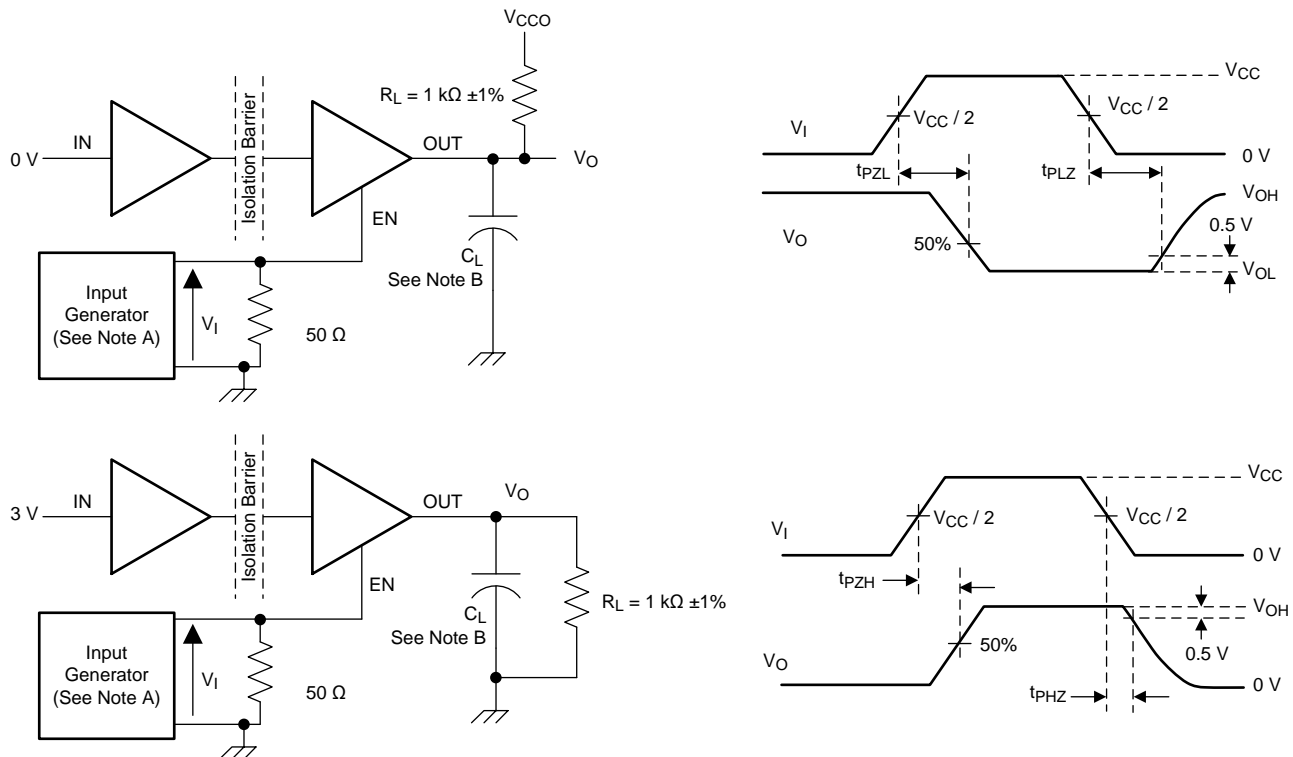 VCCO
RL = 1 kΩ ±1%
Isolation Barrier
0 V
IN
OUT
VO
EN
CL
See Note B
Input
Generator
(See Note A)
VI
50 Ω
VCC
VCC / 2
VCC / 2
VI
0 V
tPZL
tPLZ
VOH
0.5 V
VO
50%
VOL
Isolation Barrier
3 V
IN
OUT
VO
EN
CL
See Note B
RL = 1 kΩ ±1%
Input
Generator
(See Note A)
VI
50 Ω
VCC
VCC / 2
VCC / 2
VI
0 V
tPZH
VOH
0.5 V
50%
VO
tPHZ
0 V